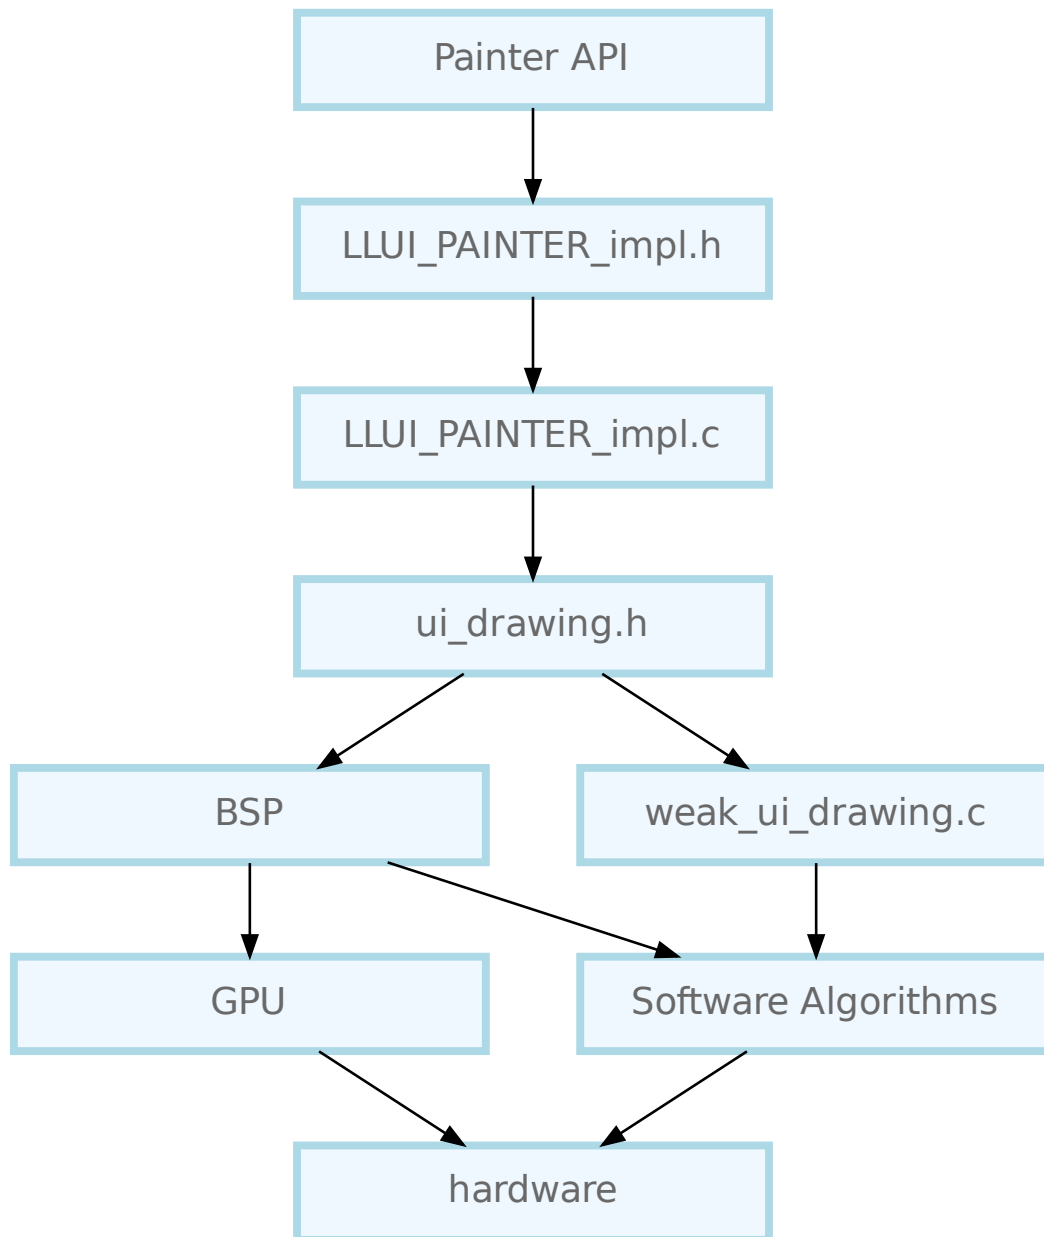 Painter API
LLUI_PAINTER_impl.h
LLUI_PAINTER_impl.c
ui_drawing.h
BSP
weak_ui_drawing.c
GPU
Software Algorithms
hardware